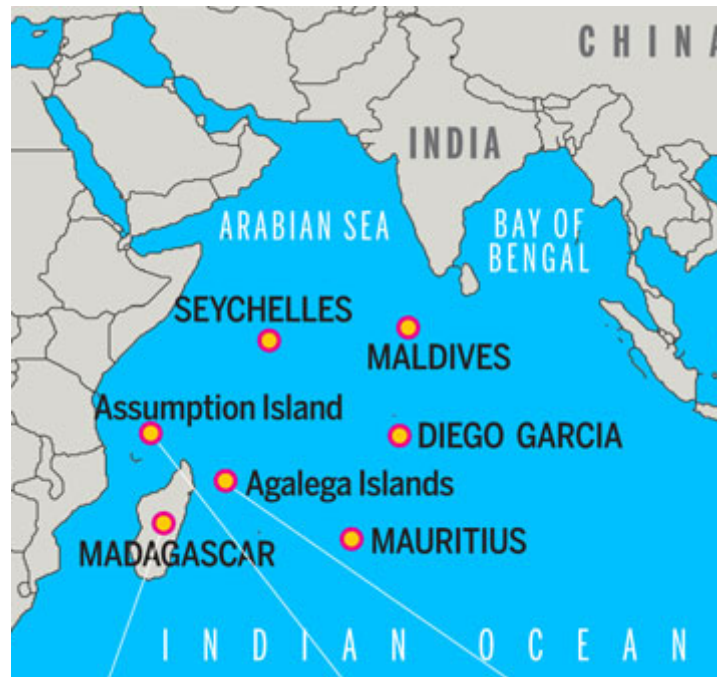 CHINA
INDIA
ARABIAN SEA
BAY OF
BENGAL
SEYCHELLES
MALDIVES
Assumption Island
DIEGO GARCIA
Agalega Islands
MADAGASCAR
MAURITIUS
INDIAN OCEAN